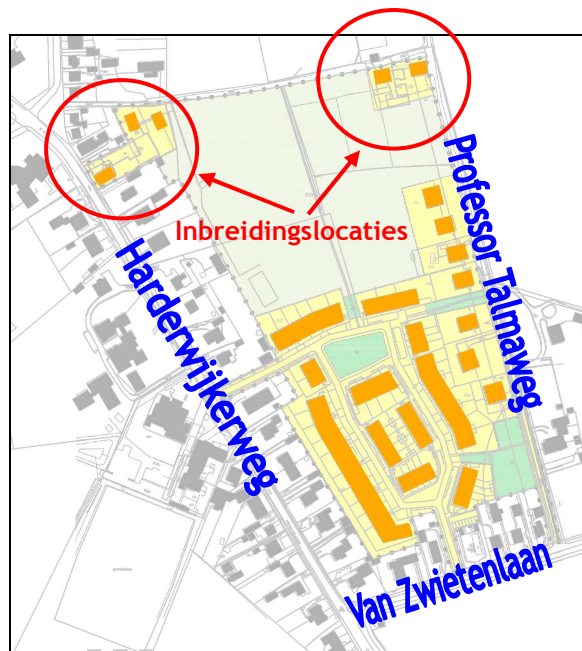 Inbreidingslocaties
Professor Talmaweg
Harderwijkerweg
Van Zwietenlaan